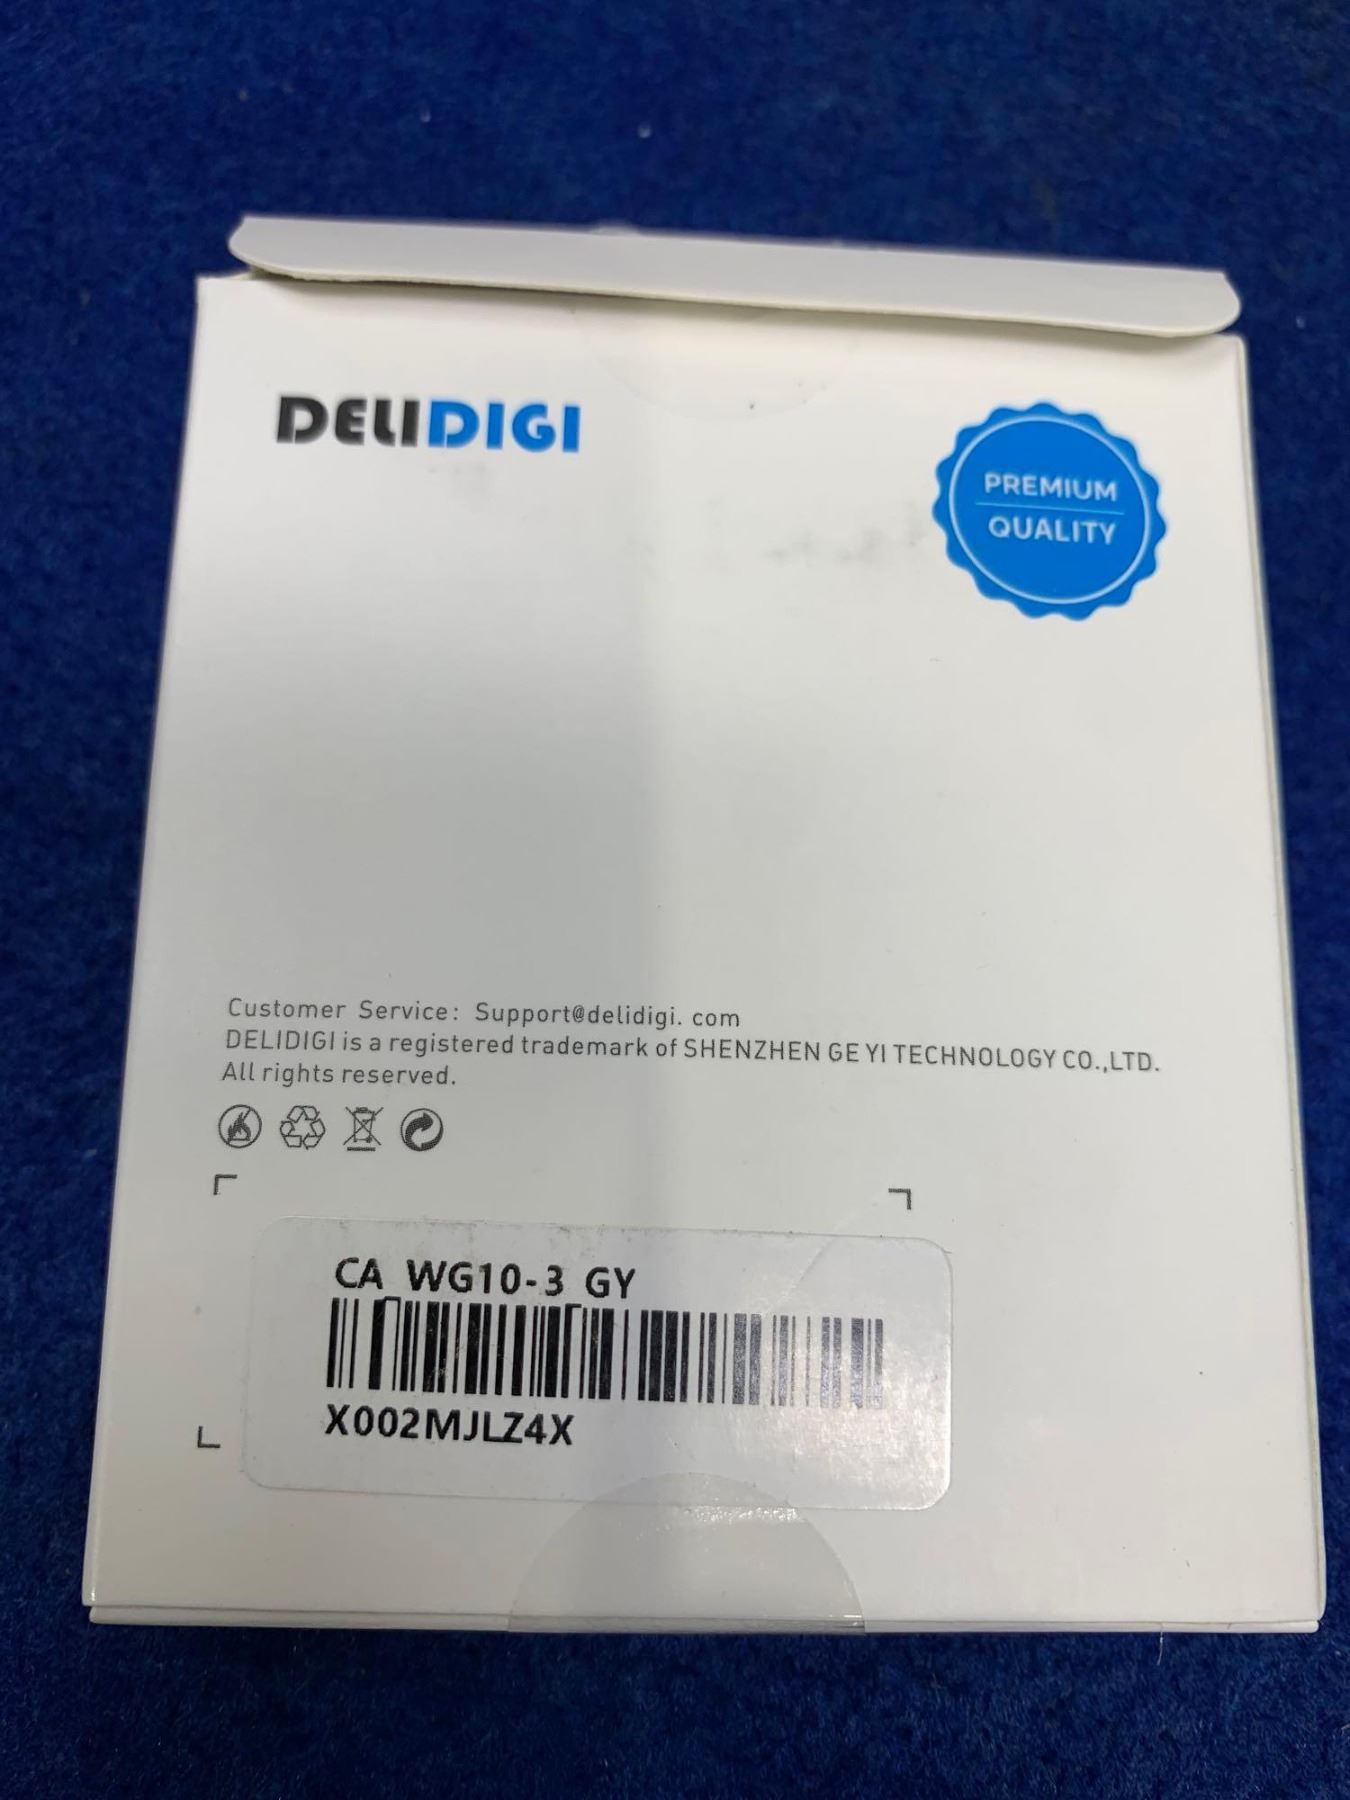 DELIDIGI
PREMIUM
QUALITY
Customer Service: Support@delidigi. com
DELIDIGI is a registered trademark of SHENZHEN GE YI TECHNOLOGY CO.,LTD.
All rights reserved.
CA WG10-3 GY
X002MJLZ4X